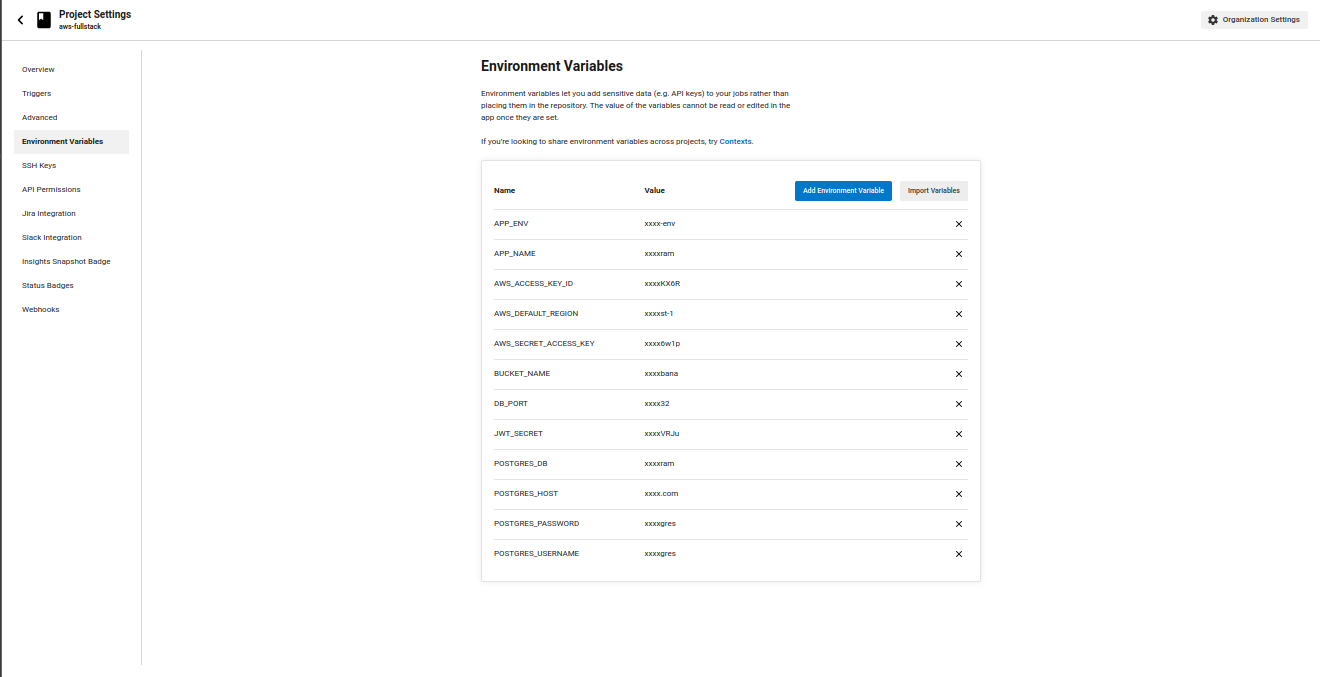 Project Settings
aws-fullstack
Organization Settings
Overview
Triggers
Advanced
Environment Variables
SSH Keys
API Permissions
Jira Integration
Slack Integration
Insights Snapshot Badge
Status Badges
Webhooks
Environment Variables
Environment variables let you add sensitive data (e.g. API keys) to your jobs rather than
placing them in the repository. The value of the variables cannot be read or edited in the
app once they are set.
If you're looking to share environment variables across projects, try Contexts.
Name Value Add Environment Variable Import Variables
APP_ENV xxxx-env
APP_NAME xxxxram
AWS_ACCESS_KEY_ID xxxxKX6R
AWS_DEFAULT_REGION xxxxst-1
AWS_SECRET_ACCESS_KEY xxxx6w1p
BUCKET_NAME xxxxbana
DB_PORT xxxx32
JWT_SECRET xxxxVRJu
POSTGRES_DB xxxxram
POSTGRES_HOST xxxx.com
POSTGRES_PASSWORD xxxxgres
POSTGRES_USERNAME xxxxgres